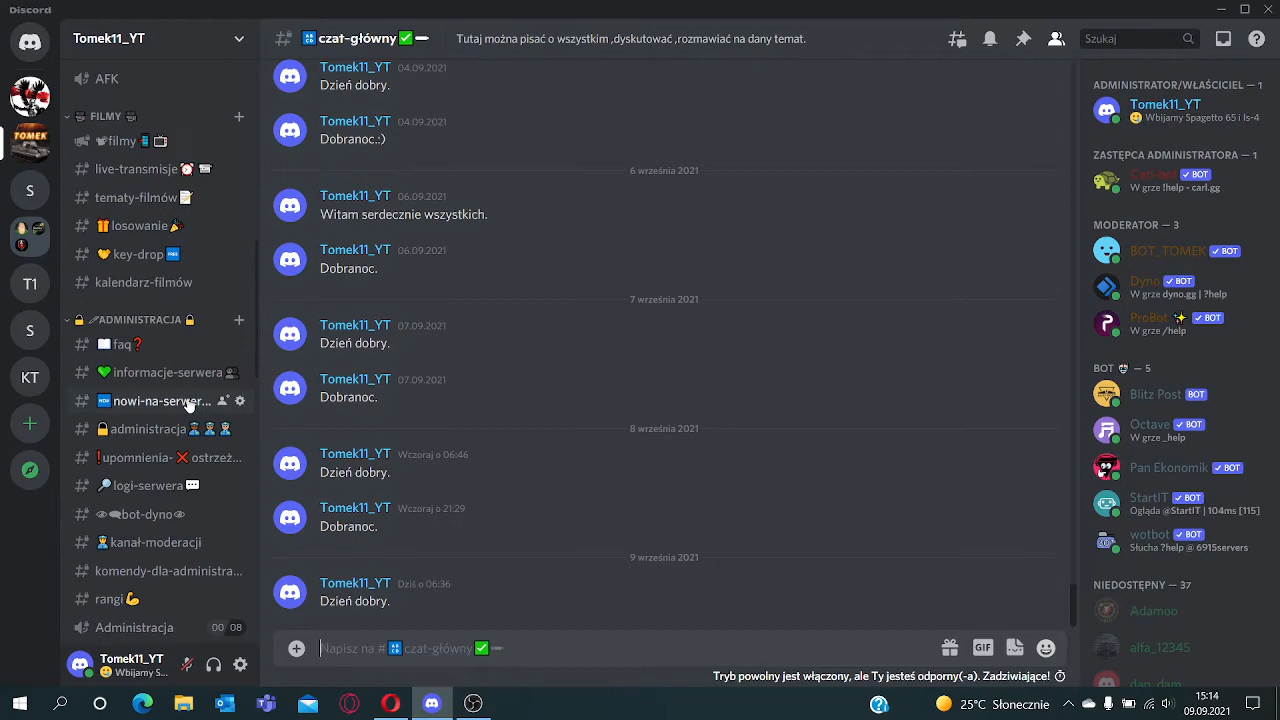 Discord
Tomek11_YT
czat-główny
Tutaj można pisać o wszystkim ,dyskutować ,rozmawiać na dany temat.
Szukaj
TOMEK
S
T1
S
KT
AFK
FILMY
filmy
live-transmisje
tematy-filmów
losowanie
key-drop
kalendarz-filmów
ADMINISTRACJA
faq
informacje-serwera
nowi-na-serwer...
administracja
upomnienia- ostrzeż...
logi-serwera
bot-dyno
kanał-moderacji
komendy-dla-administra...
rangi
Administracja 00 08
Tomek11_YT
Wbijamy S...
Tomek11_YT 04.09.2021
Dzień dobry.
Tomek11_YT 04.09.2021
Dobranoc.:)
6 września 2021
Tomek11_YT 06.09.2021
Witam serdecznie wszystkich.
Tomek11_YT 06.09.2021
Dobranoc.
7 września 2021
Tomek11_YT 07.09.2021
Dzień dobry.
Tomek11_YT 07.09.2021
Dobranoc.
8 września 2021
Tomek11_YT Wczoraj o 06:46
Dzień dobry.
Tomek11_YT Wczoraj o 21:29
Dobranoc.
9 września 2021
Tomek11_YT Dziś o 06:36
Dzień dobry.
Napisz na # czat-główny
GIF
Tryb powolny jest włączony, ale Ty jesteś odporny(-a). Zadziwiające!
ADMINISTRATOR/WŁAŚCICIEL — 1
Tomek11_YT
Wbijamy Spagetto 65 i ls-4
ZASTĘPCA ADMINISTRATORA — 1
Carl-bot BOT
W grze !help - carl.gg
MODERATOR — 3
BOT_TOMEK BOT
Dyno BOT
W grze dyno.gg | ?help
ProBot BOT
W grze /help
BOT — 5
Blitz Post BOT
Octave BOT
W grze _help
Pan Ekonomik BOT
StartIT BOT
Ogląda @StartIT | 104ms [115]
wotbot BOT
Słucha ?help @ 6915servers
NIEDOSTĘPNY — 37
Adamoo
alfa_12345
dan_dam
25°C Słonecznie
15:14
09.09.2021